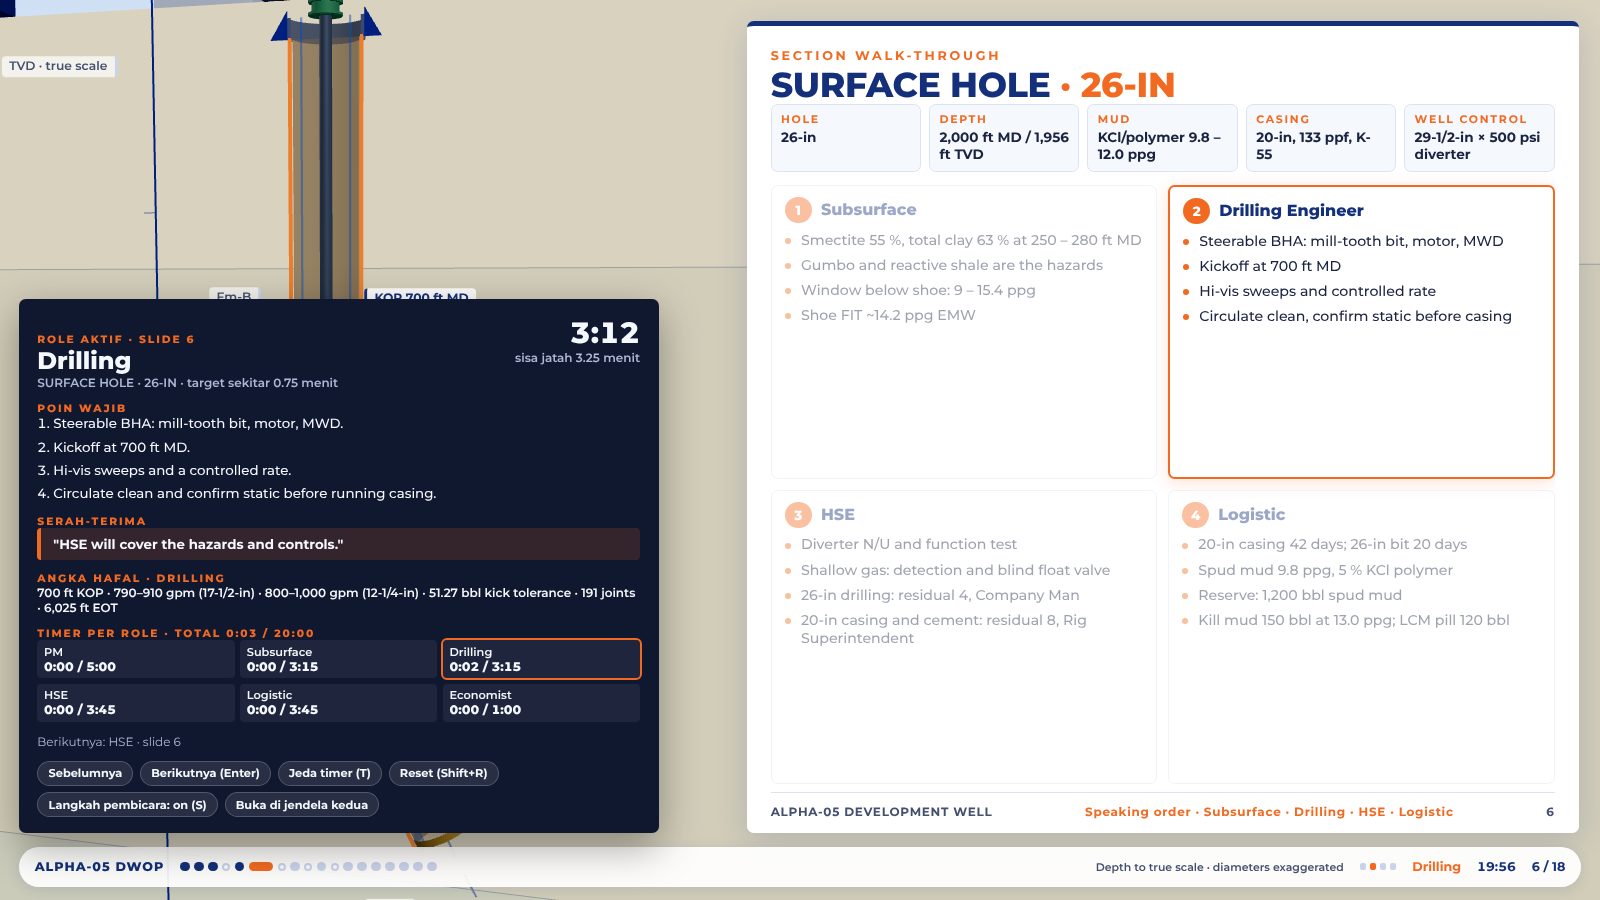 TVD · true scale
Em-B
KOP 700 ft MD
ROLE AKTIF · SLIDE 6
Drilling
SURFACE HOLE · 26-IN · target sekitar 0.75 menit
3:12
sisa jatah 3.25 menit
POIN WAJIB
1. Steerable BHA: mill-tooth bit, motor, MWD.
2. Kickoff at 700 ft MD.
3. Hi-vis sweeps and a controlled rate.
4. Circulate clean and confirm static before running casing.
SERAH-TERIMA
"HSE will cover the hazards and controls."
ANGKA HAFAL · DRILLING
700 ft KOP · 790–910 gpm (17-1/2-in) · 800–1,000 gpm (12-1/4-in) · 51.27 bbl kick tolerance · 191 joints
· 6,025 ft EOT
TIMER PER ROLE · TOTAL 0:03 / 20:00
PM
0:00 / 5:00
Subsurface
0:00 / 3:15
Drilling
0:02 / 3:15
HSE
0:00 / 3:45
Logistic
0:00 / 3:45
Economist
0:00 / 1:00
Berikutnya: HSE · slide 6
Sebelumnya
Berikutnya (Enter)
Jeda timer (T)
Reset (Shift+R)
Langkah pembicara: on (S)
Buka di jendela kedua
SECTION WALK-THROUGH
SURFACE HOLE · 26-IN
HOLE
26-in
DEPTH
2,000 ft MD / 1,956
ft TVD
MUD
KCl/polymer 9.8 –
12.0 ppg
CASING
20-in, 133 ppf, K-
55
WELL CONTROL
29-1/2-in × 500 psi
diverter
1 Subsurface
Smectite 55 %, total clay 63 % at 250 – 280 ft MD
Gumbo and reactive shale are the hazards
Window below shoe: 9 – 15.4 ppg
Shoe FIT ~14.2 ppg EMW
2 Drilling Engineer
Steerable BHA: mill-tooth bit, motor, MWD
Kickoff at 700 ft MD
Hi-vis sweeps and controlled rate
Circulate clean, confirm static before casing
3 HSE
Diverter N/U and function test
Shallow gas: detection and blind float valve
26-in drilling: residual 4, Company Man
20-in casing and cement: residual 8, Rig
Superintendent
4 Logistic
20-in casing 42 days; 26-in bit 20 days
Spud mud 9.8 ppg, 5 % KCl polymer
Reserve: 1,200 bbl spud mud
Kill mud 150 bbl at 13.0 ppg; LCM pill 120 bbl
ALPHA-05 DEVELOPMENT WELL
Speaking order · Subsurface · Drilling · HSE · Logistic
6
ALPHA-05 DWOP
Depth to true scale · diameters exaggerated
Drilling
19:56
6 / 18